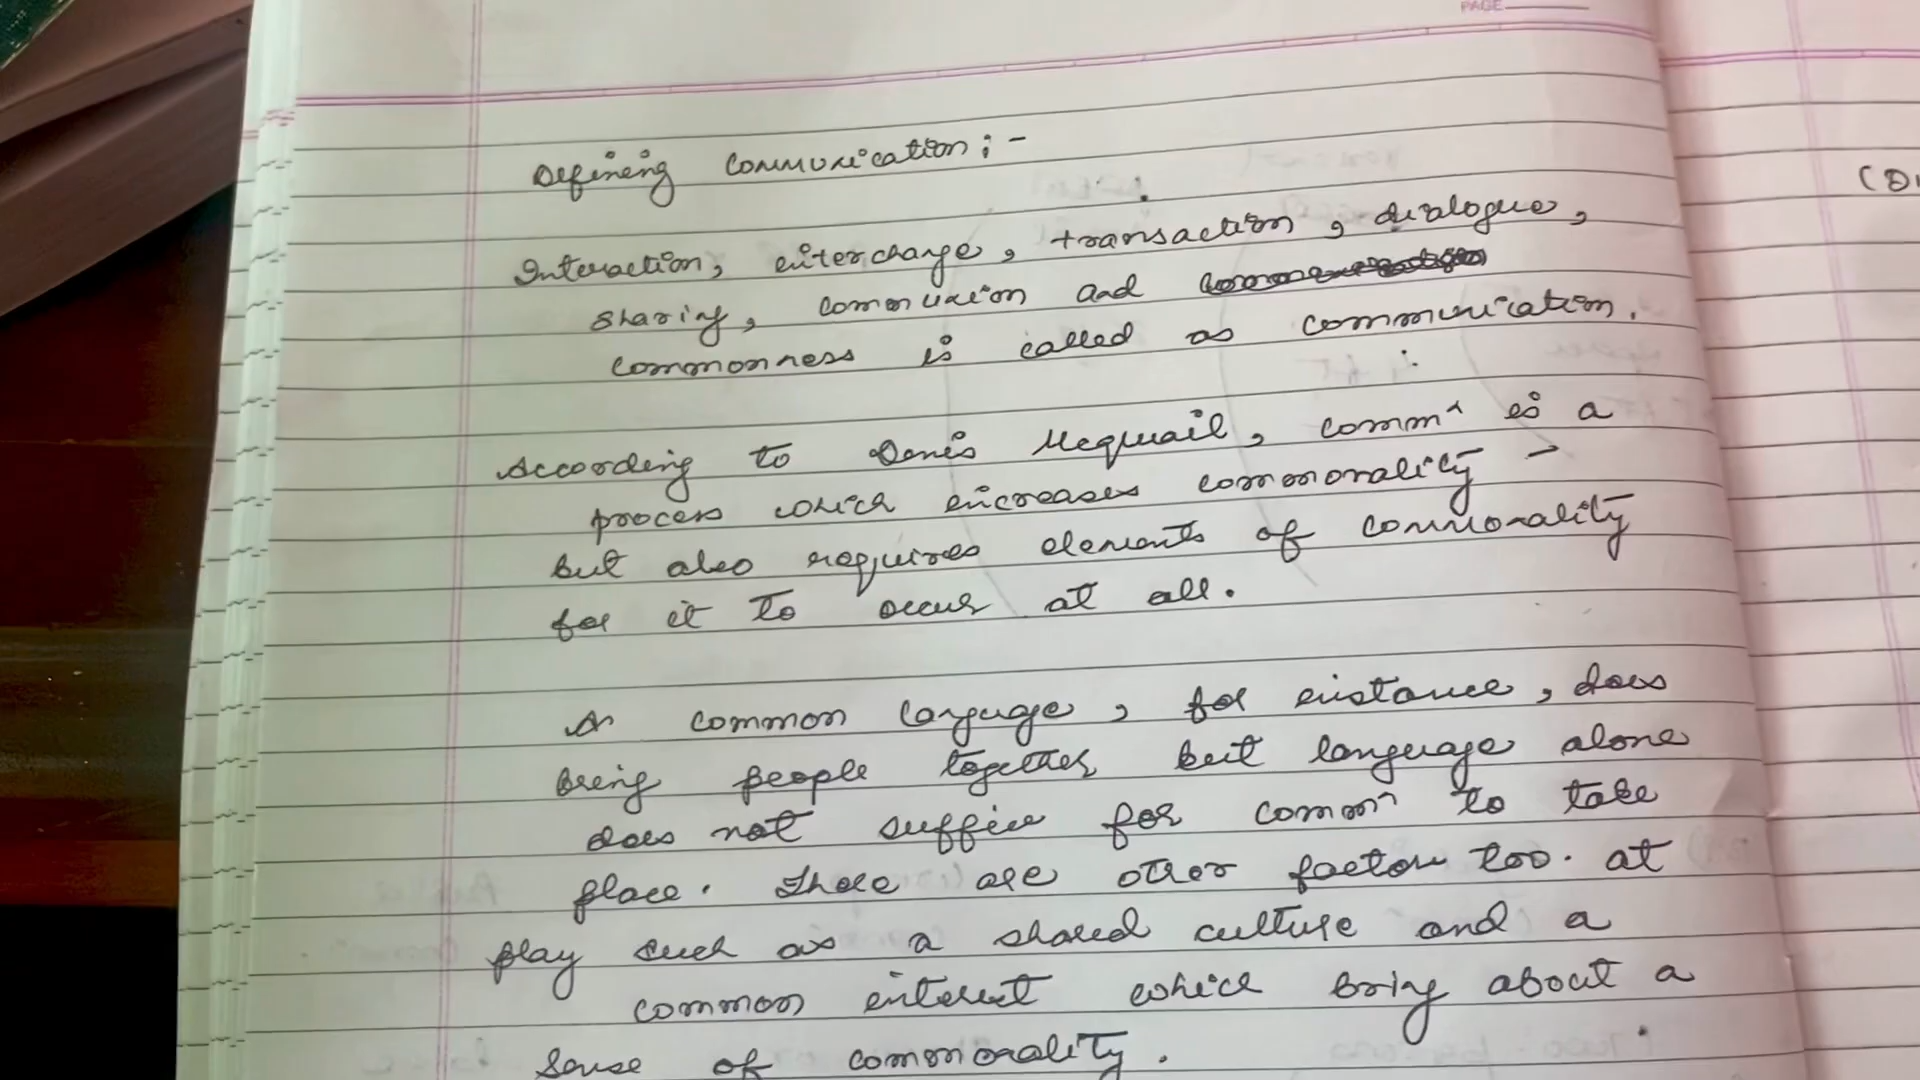 PAGE
Defining Communication :-
Interaction, interchange, transaction, dialogue,
sharing, communion and
commonness is called as communication.
According to Denis Mcquail, commn is a
process which increases commonality -
but also requires elements of commonality
for it to occur at all.
A common language, for instance, does
bring people together but language alone
does not suffice for commn to take
place. There are other factors too. at
play such as a shared culture and a
common interest which bring about a
sense of commonality.